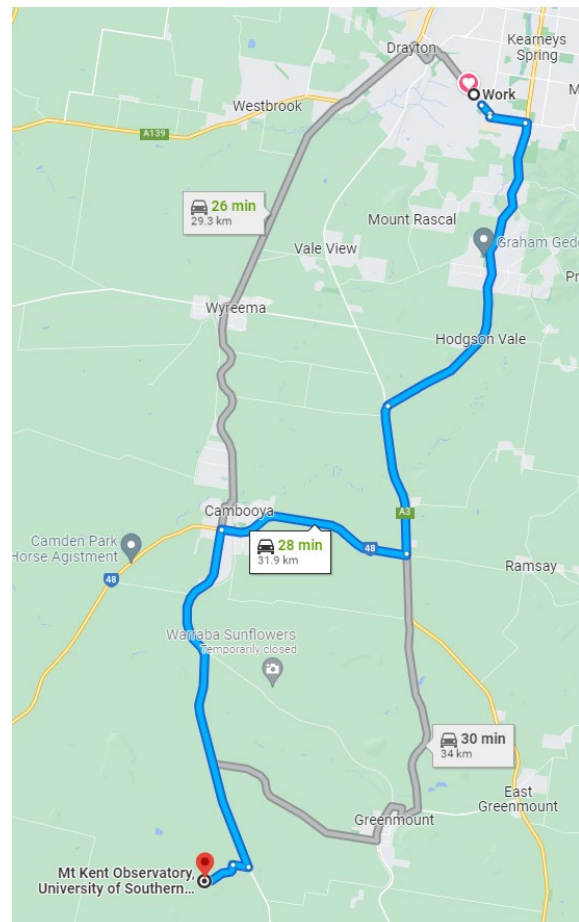 Drayton
Kearneys
Spring
Work
M
Westbrook
A139
26 min
29.3 km
Mount Rascal
Graham Gedd
Vale View
Pr
Wyreema
Hodgson Vale
Cambooya
A3
28 min
31.9 km
48
Camden Park
Horse Agistment
48
Ramsay
Warraba Sunflowers
Temporarily closed
30 min
34 km
East
Greenmount
Greenmount
Mt Kent Observatory,
University of Southern...